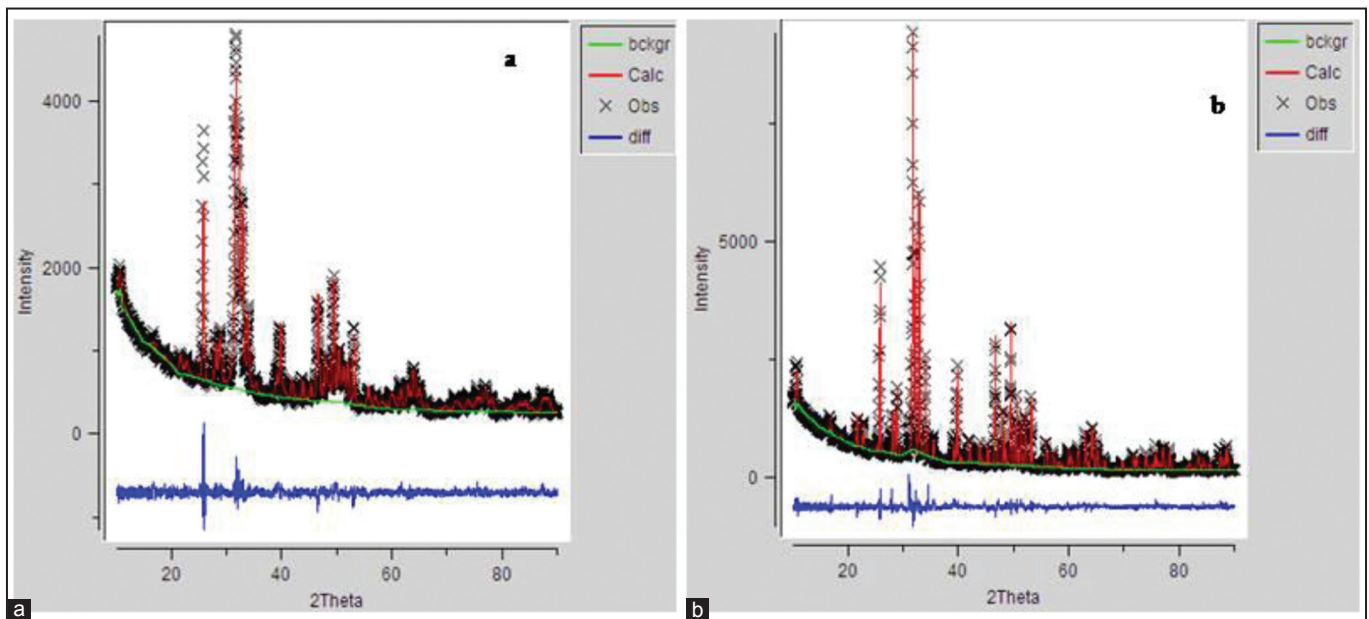 a
bckgr
Calc
Obs
diff
4000
2000
0
Intensity
20 40 60 80
2Theta
a
b
bckgr
Calc
Obs
diff
5000
0
Intensity
20 40 60 80
2Theta
b